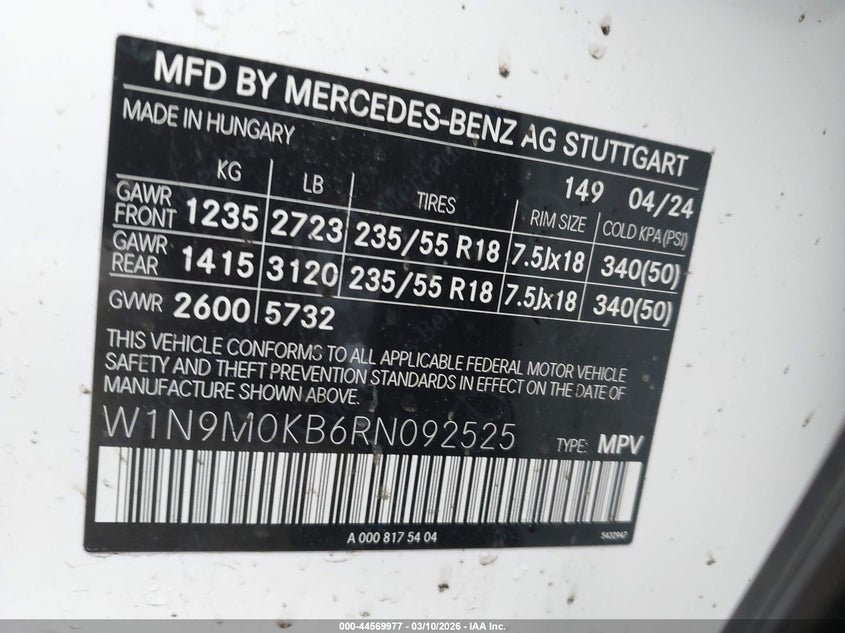 MFD BY MERCEDES-BENZ AG STUTTGART
MADE IN HUNGARY 149 04/24
KG LB TIRES RIM SIZE COLD KPA (PSI)
GAWR FRONT 1235 2723 235/55 R18 7.5Jx18 340(50)
GAWR REAR 1415 3120 235/55 R18 7.5Jx18 340(50)
GVWR 2600 5732
THIS VEHICLE CONFORMS TO ALL APPLICABLE FEDERAL MOTOR VEHICLE
SAFETY AND THEFT PREVENTION STANDARDS IN EFFECT ON THE DATE OF
MANUFACTURE SHOWN ABOVE.
W1N9M0KB6RN092525 TYPE: MPV
A 000 817 54 04 5432947
000-44569977 — 03/10/2026 — IAA Inc.